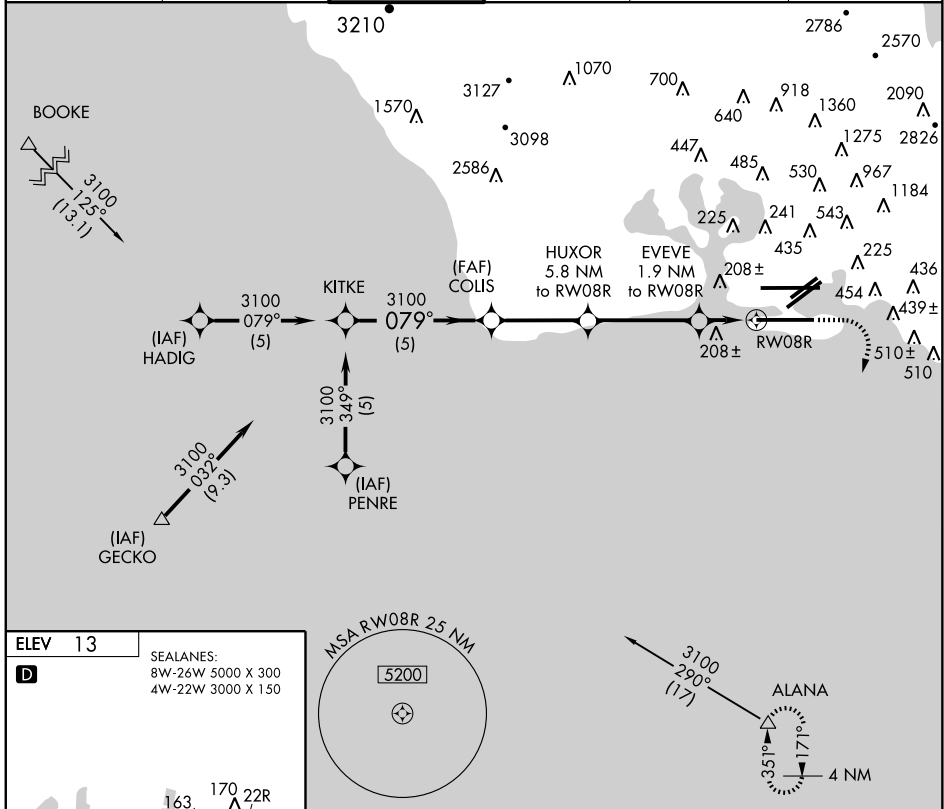 3210
2786
2570
1070
700
3127
918
2090
1570
640
1360
3098
2826
BOOKE
1275
447
2586
485
530
967
3100
125°
(13.1)
1184
225
241
543
435
HUXOR
5.8 NM
to RW08R
EVEVE
1.9 NM
to RW08R
225
(FAF)
COLIS
208±
436
KITKE
454
3100
079°
(5)
3100
079°
(5)
439±
(IAF)
HADIG
RW08R
208±
510±
510
3100
349°
(5)
3100
032°
(9.3)
(IAF)
PENRE
(IAF)
GECKO
MSA RW08R 25 NM
5200
ELEV 13
D
SEALANES:
8W-26W 5000 X 300
4W-22W 3000 X 150
3100
290°
(17)
ALANA
351°
171°
4 NM
170
22R
163